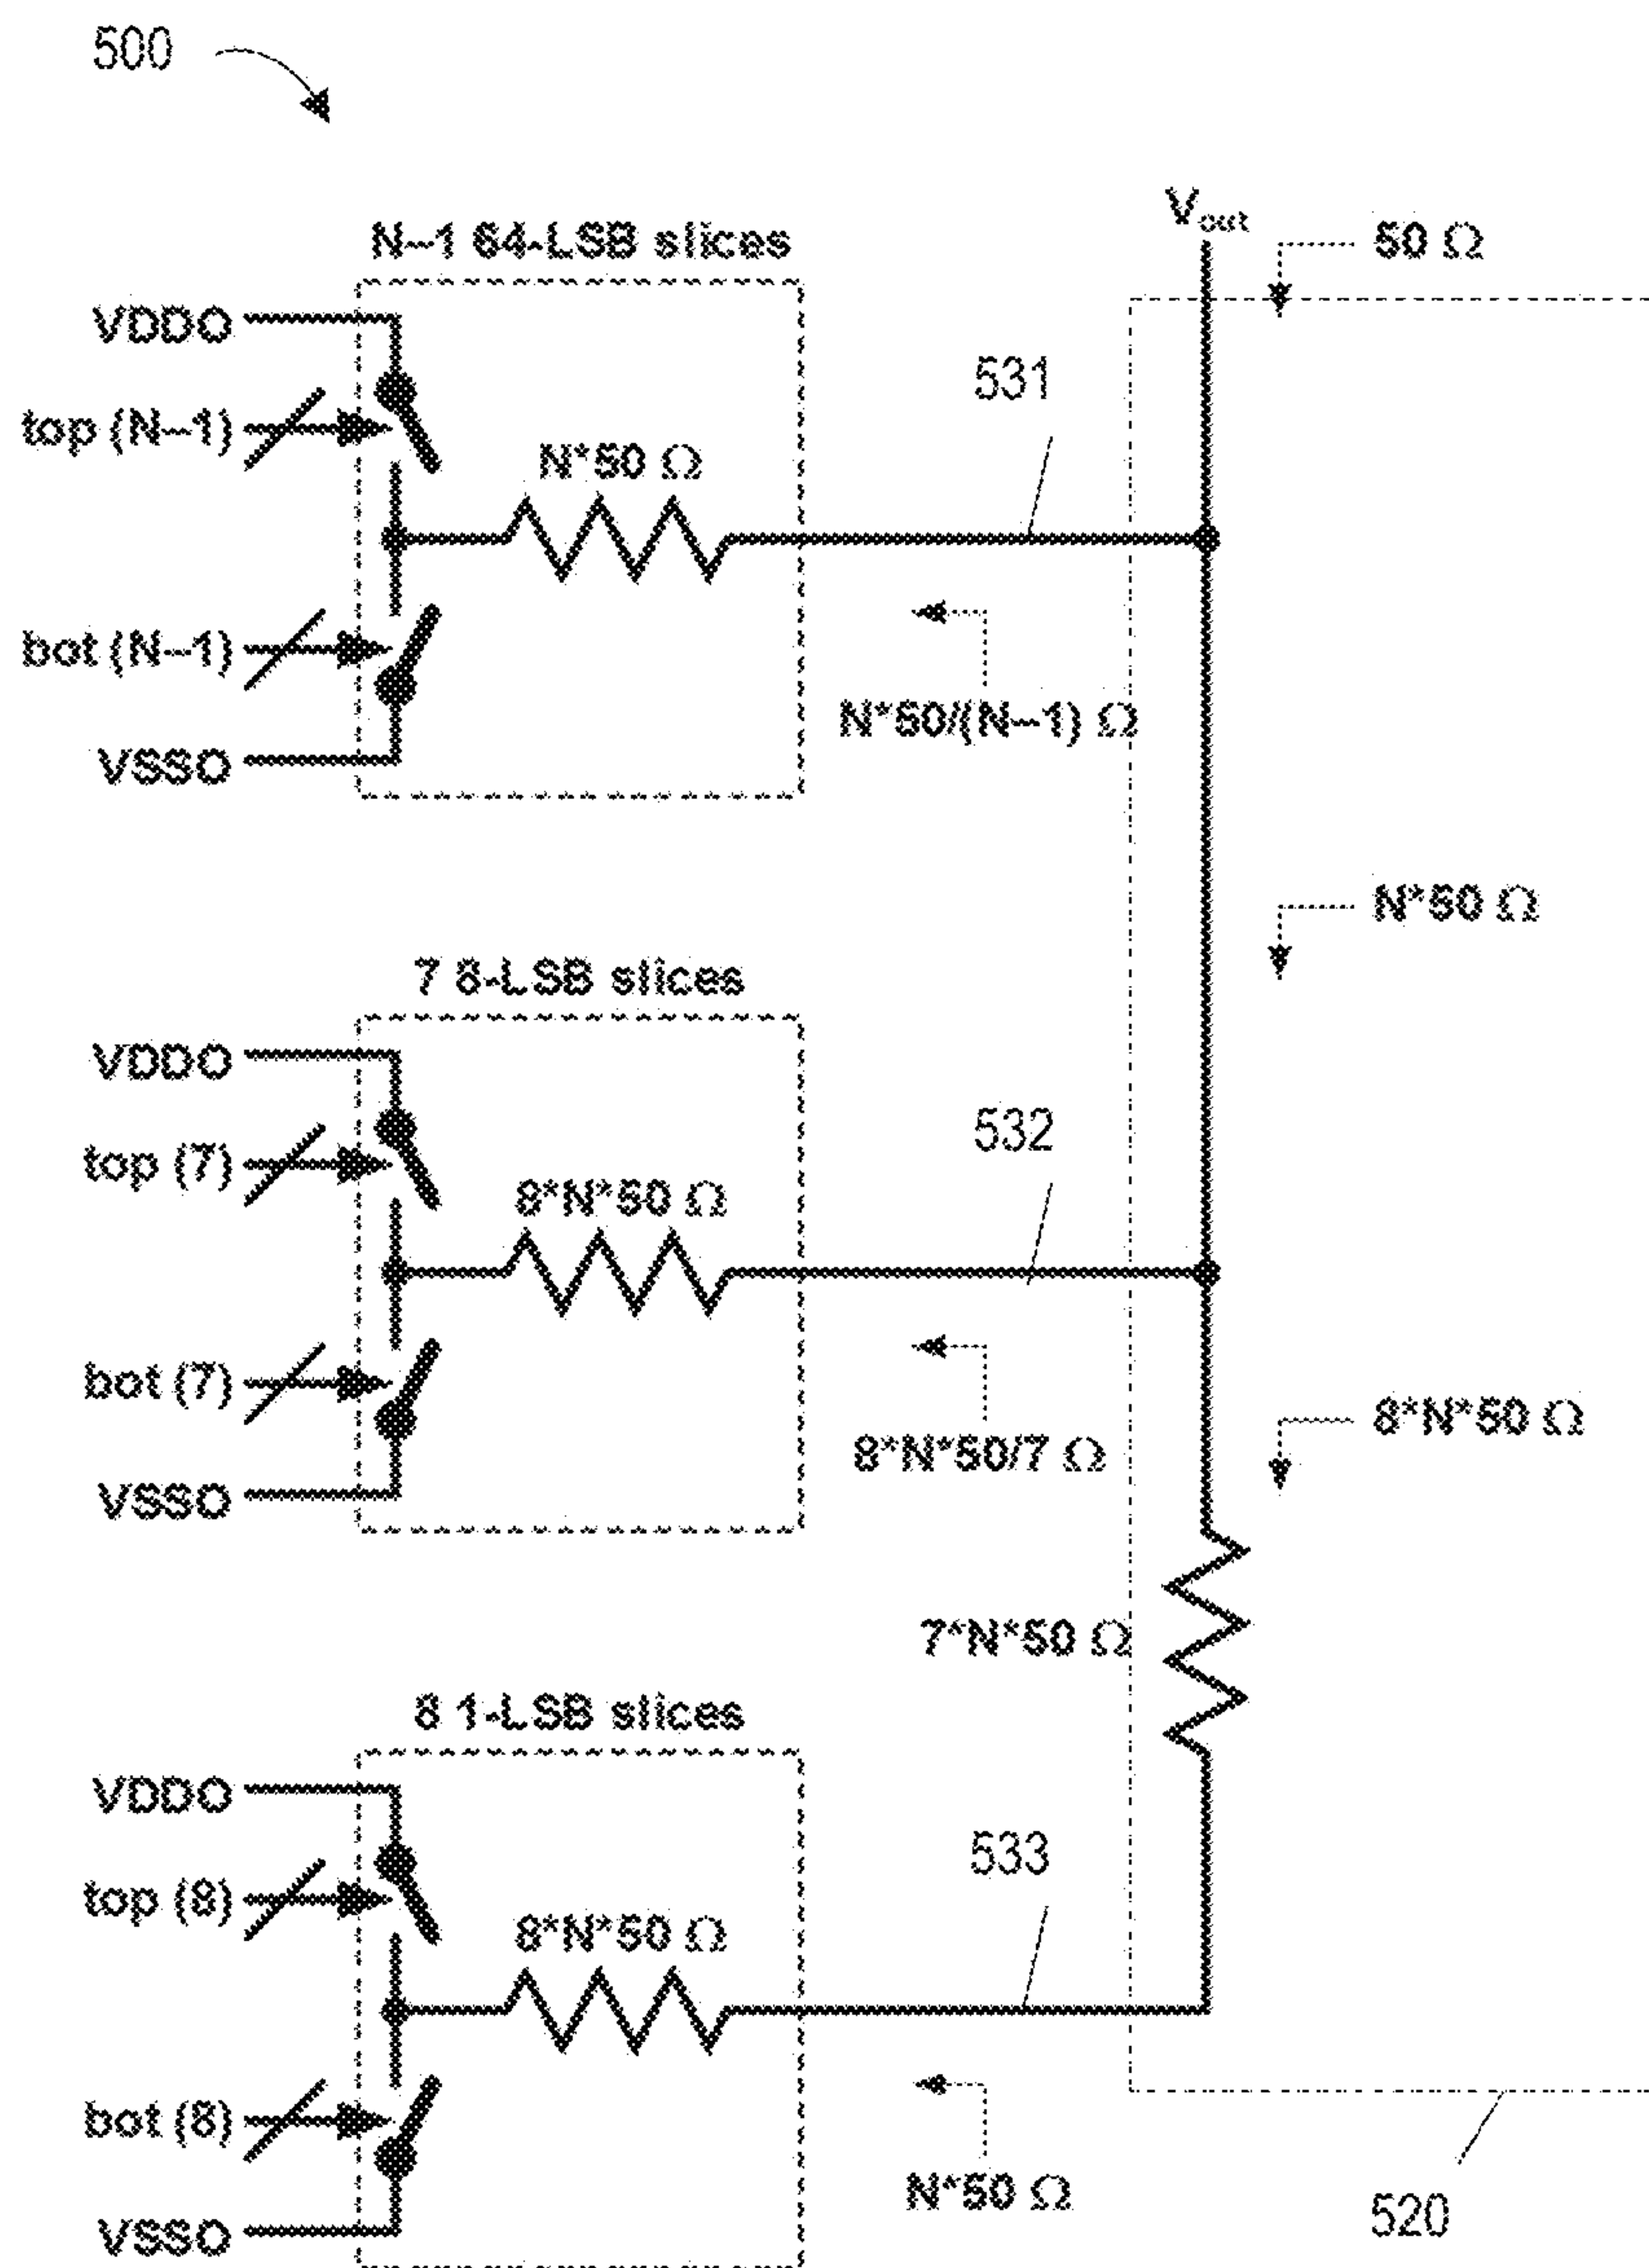 500
Vout
50 Ω
N–1 64-LSB slices
VDDO
top (N–1)
N*50 Ω
531
bot (N–1)
N*50/(N–1) Ω
VSSO
N*50 Ω
7 8-LSB slices
VDDO
top (7)
8*N*50 Ω
532
bot (7)
8*N*50/7 Ω
8*N*50 Ω
VSSO
7*N*50 Ω
8 1-LSB slices
VDDO
top (8)
8*N*50 Ω
533
bot (8)
N*50 Ω
VSSO
520